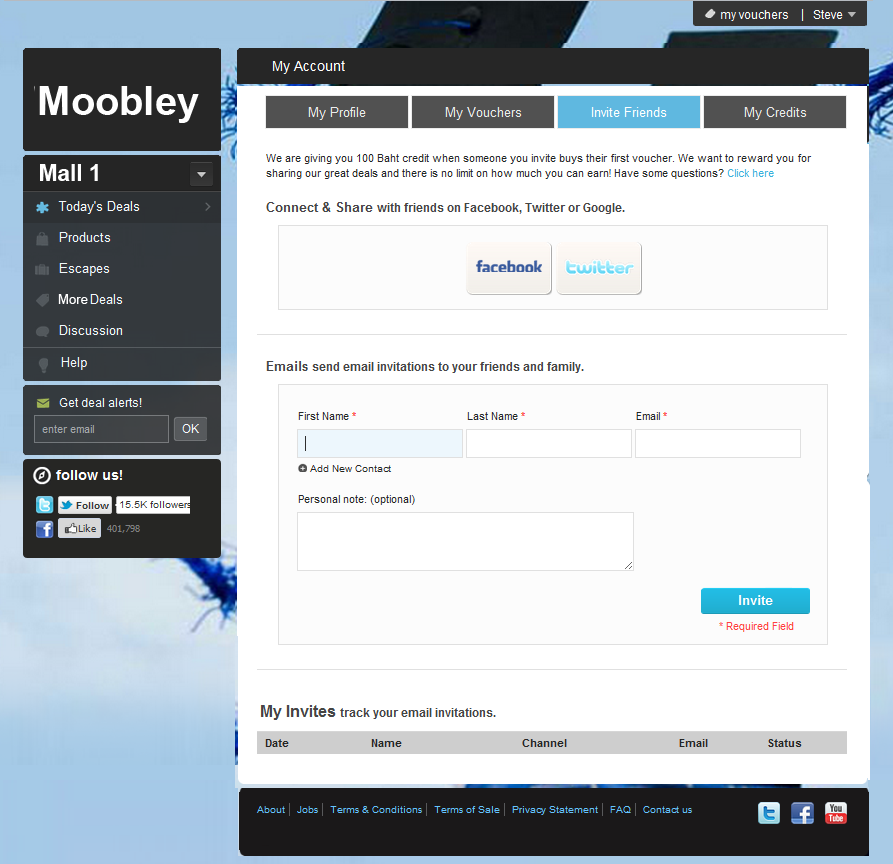 my vouchers | Steve
Moobley
Mall 1
Today's Deals
Products
Escapes
More Deals
Discussion
Help
Get deal alerts!
enter email OK
follow us!
Follow 15.5K followers
Like 401,798
My Account
My Profile My Vouchers Invite Friends My Credits
We are giving you 100 Baht credit when someone you invite buys their first voucher. We want to reward you for
sharing our great deals and there is no limit on how much you can earn! Have some questions? Click here
Connect & Share with friends on Facebook, Twitter or Google.
facebook twitter
Emails send email invitations to your friends and family.
First Name * Last Name * Email *
Add New Contact
Personal note: (optional)
Invite
* Required Field
My Invites track your email invitations.
Date Name Channel Email Status
About | Jobs | Terms & Conditions | Terms of Sale | Privacy Statement | FAQ | Contact us
You
Tube